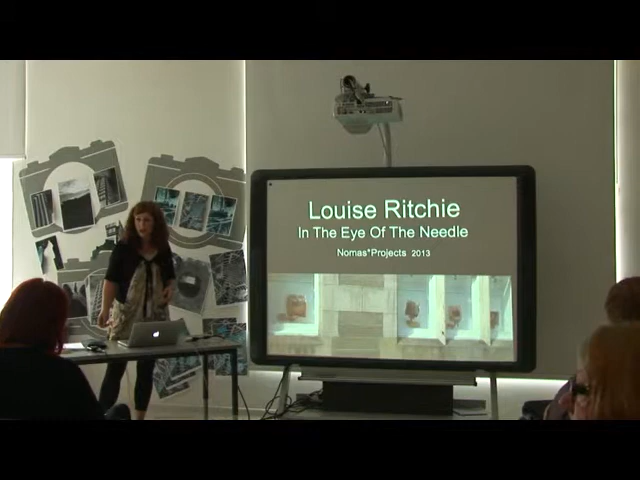 Louise Ritchie
In The Eye Of The Needle
Nomas*Projects 2013